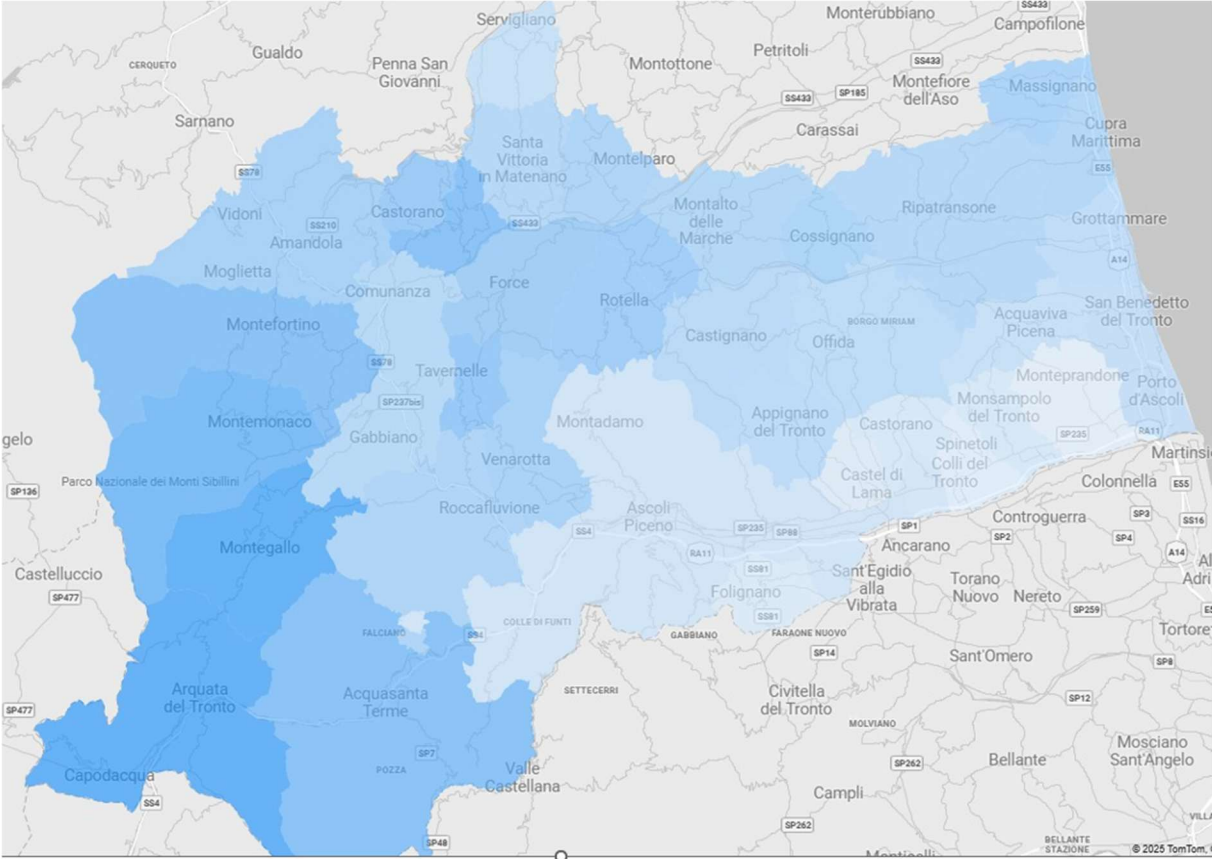 Servigliano
Monterubbiano
SS433
Campofilone
Gualdo
CERQUETO
Penna San
Giovanni
Montottone
Petritoli
SS433
Montefiore
dell'Aso
SP185
SS433
Massignano
Sarnano
Carassai
Cupra
Marittima
Santa
Vittoria
in Matenano
Montelparo
SS78
E55
Vidoni
Castorano
SS210
Amandola
SS433
Montalto
delle
Marche
Ripatransone
Cossignano
Grottammare
A14
Moglietta
Comunanza
Force
Rotella
Montefortino
Castignano
Offida
BORGO MIRIAM
Acquaviva
Picena
San Benedetto
del Tronto
SS78
Tavernelle
Monteprandone
Porto
d'Ascoli
SP237bis
Montemonaco
Gabbiano
Montadamo
Appignano
del Tronto
Castorano
Monsampolo
del Tronto
SP235
RA11
gelo
Venarotta
Spinetoli
Colli del
Tronto
Martinsi
Parco Nazionale dei Monti Sibillini
SP136
Castel di
Lama
Colonnella
E55
Roccafluvione
Ascoli
Piceno
SS4
SP235
SP88
SP1
Controguerra
SP3
SS16
SP2
SP4
A14
Montegallo
RA11
Ancarano
Castelluccio
SP477
SS81
Folignano
Sant'Egidio
alla
Vibrata
Torano
Nuovo
Nereto
Al
Adri
SP259
SS81
COLLE DI FUNTI
FALCIANO
SS4
GABBIANO
FARAONE NUOVO
SP14
Tortore
Sant'Omero
SP8
Arquata
del Tronto
Acquasanta
Terme
SETTECERRI
Civitella
del Tronto
SP12
SP477
MOLVIANO
Mosciano
Sant'Angelo
SP7
POZZA
Capodacqua
Valle
Castellana
SP262
Bellante
SS4
Campli
SP262
SP48
BELLANTE
STAZIONE
VILLA
Monticelli
© 2025 TomTom,